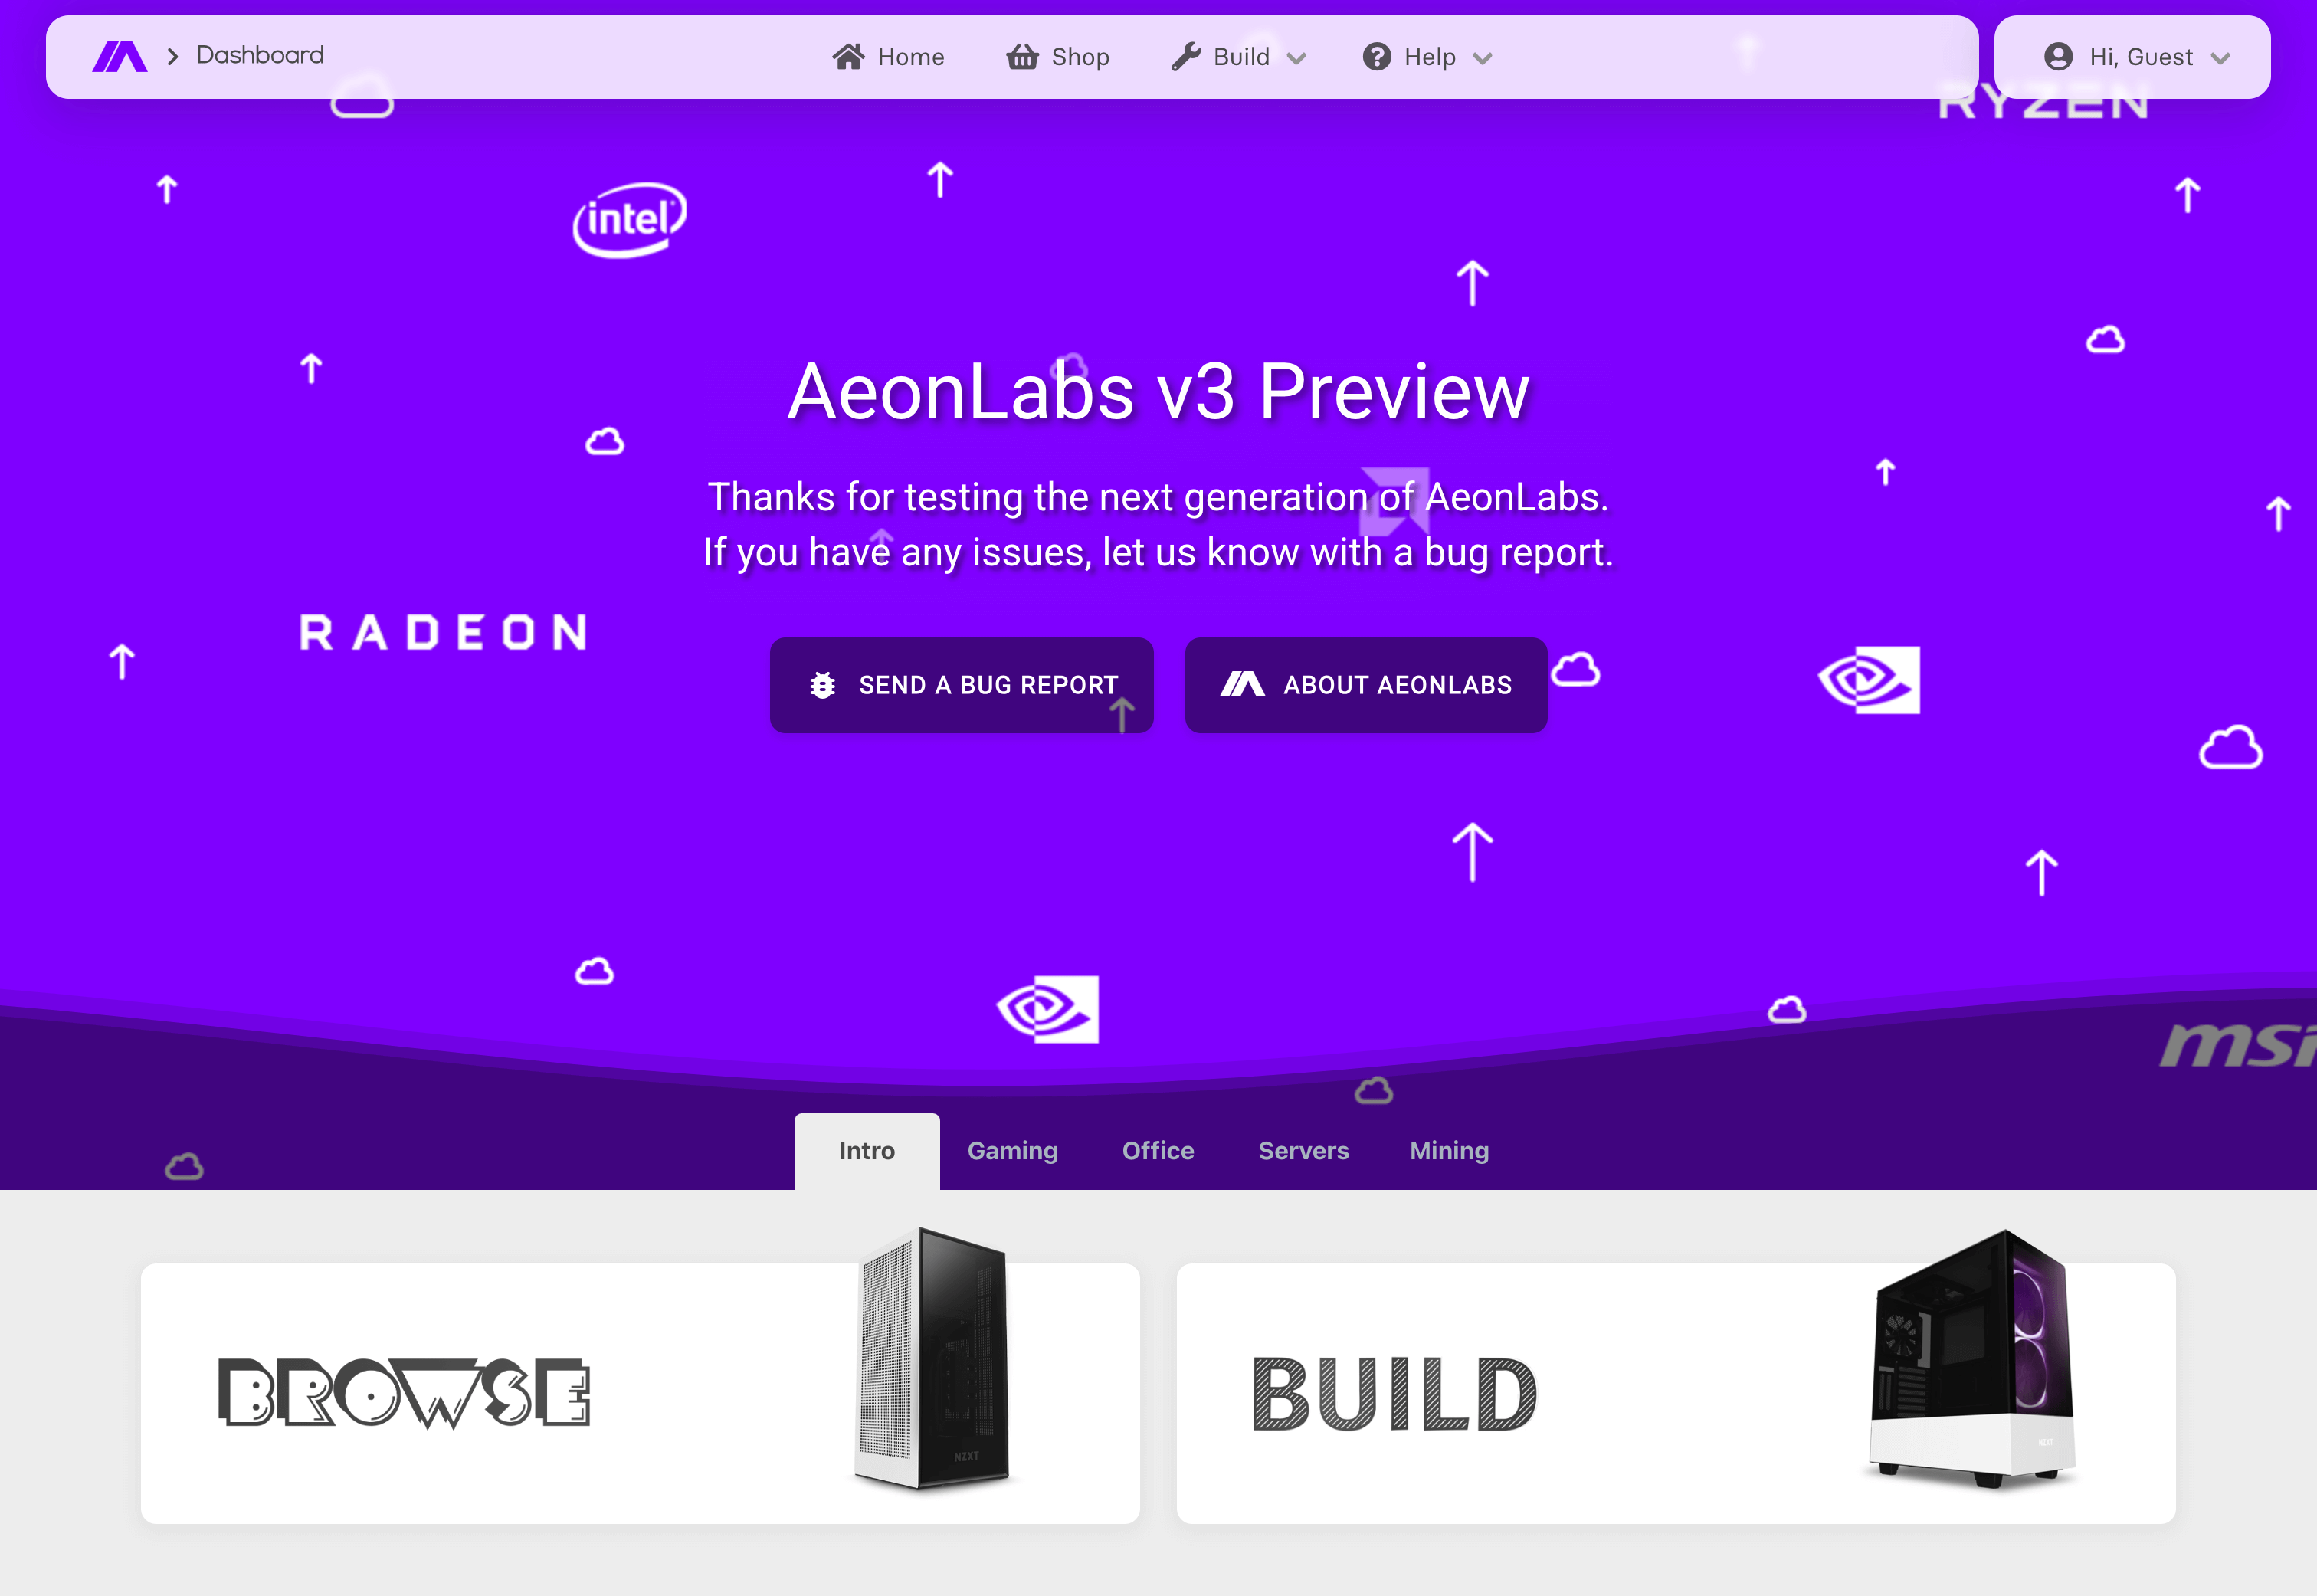 Dashboard
Home
Shop
Build
Help
Hi, Guest
RYZEN
intel
AeonLabs v3 Preview
Thanks for testing the next generation of AeonLabs.
If you have any issues, let us know with a bug report.
RADEON
SEND A BUG REPORT
ABOUT AEONLABS
msi
Intro
Gaming
Office
Servers
Mining
BROWSE
NZXT
BUILD
NZXT